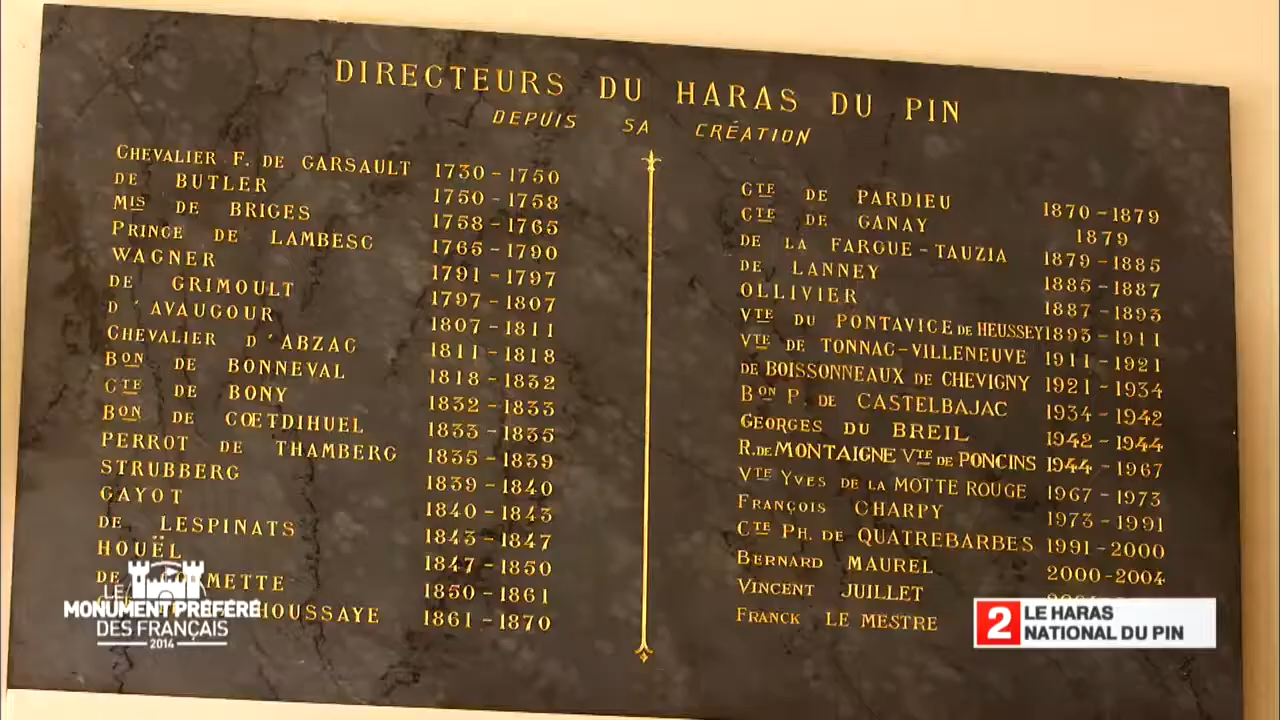 DIRECTEURS DU HARAS DU PIN
DEPUIS SA CRÉATION
CHEVALIER F. DE GARSAULT 1730 - 1750
DE BUTLER 1750 - 1758
MIS DE BRIGES 1758 - 1765
PRINCE DE LAMBESC 1765 - 1790
WAGNER 1791 - 1797
DE GRIMOULT 1797 - 1807
D'AVAUGOUR 1807 - 1811
CHEVALIER D'ABZAC 1811 - 1818
BON DE BONNEVAL 1818 - 1832
CTE DE BONY 1832 - 1833
BON DE COETDIHUEL 1833 - 1835
PERROT DE THAMBERG 1835 - 1839
STRUBBERG 1839 - 1840
GAYOT 1840 - 1843
DE LESPINATS 1843 - 1847
HOUËL 1847 - 1850
DE 1850 - 1861
HOUSSAYE 1861 - 1870
CTE DE PARDIEU 1870 - 1879
CTE DE GANAY 1879
DE LA FARGUE - TAUZIA 1879 - 1885
DE LANNEY 1885 - 1887
OLLIVIER 1887 - 1893
VTE DU PONTAVICE DE HEUSSEY 1893 - 1911
VTE DE TONNAC - VILLENEUVE 1911 - 1921
DE BOISSONNEAUX DE CHEVIGNY 1921 - 1934
BON P. DE CASTELBAJAC 1934 - 1942
GEORGES DU BREIL 1942 - 1944
R. DE MONTAIGNE VTE DE PONCINS 1944 - 1967
VTE YVES DE LA MOTTE ROUGE 1967 - 1973
FRANÇOIS CHARPY 1973 - 1991
CTE PH. DE QUATREBARBES 1991 - 2000
BERNARD MAUREL 2000 - 2004
VINCENT JUILLET
FRANCK LE MESTRE
LE
MONUMENT PRÉFÉRÉ
DES FRANÇAIS
2014
2 LE HARAS
NATIONAL DU PIN